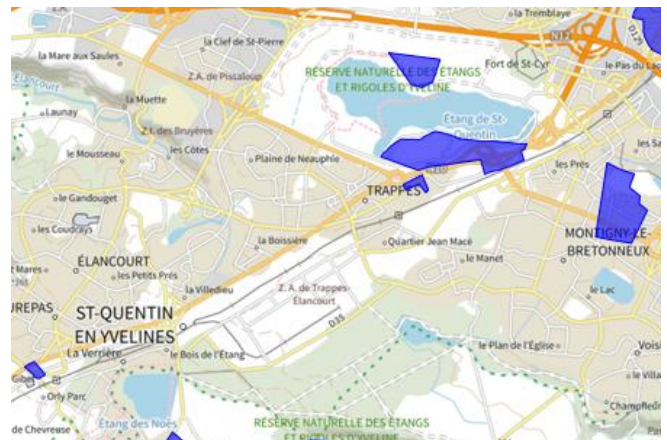 la Tremblaye
Z.A.
la Clef de St-Pierre
N 12
D129
la Mare aux Saules
Fort de St-Cyr
le Pas du Lac
Z.A. de Pissaloup
RÉSERVE NATURELLE DES ÉTANGS
ET RIGOLES D'YVELINE
Élancourt
la Muette
Launay
Étang de St-
Quentin
Z.I. des Bruyères
les Côtes
le Mousseau
Plaine de Neauphle
les Prés
TRAPPES
le Gandouget
les Coudrays
MONTIGNY-LE-
BRETONNEUX
la Boissière
Quartier Jean Macé
ÉLANCOURT
le Manet
les Petits Prés
Z. A. de Trappes-
Élancourt
la Villedieu
le Lac
UREPAS
ST-QUENTIN
EN YVELINES
D35
le Plan de l'Église
La Verrière
le Bois de l'Étang
Orly Parc
Étang des Noës
de Chevreuse
RÉSERVE NATURELLE DES ÉTANGS
ET RIGOLES D'YVELINE